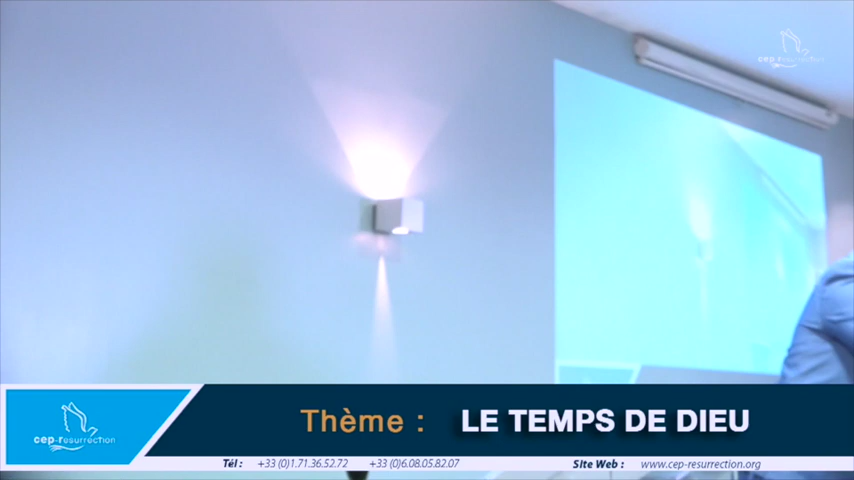 cep-resurrection
cep-resurrection
Thème : LE TEMPS DE DIEU
Tél : +33 (0)1.71.36.52.72 +33 (0)6.08.05.82.07 Site Web : www.cep-resurrection.org